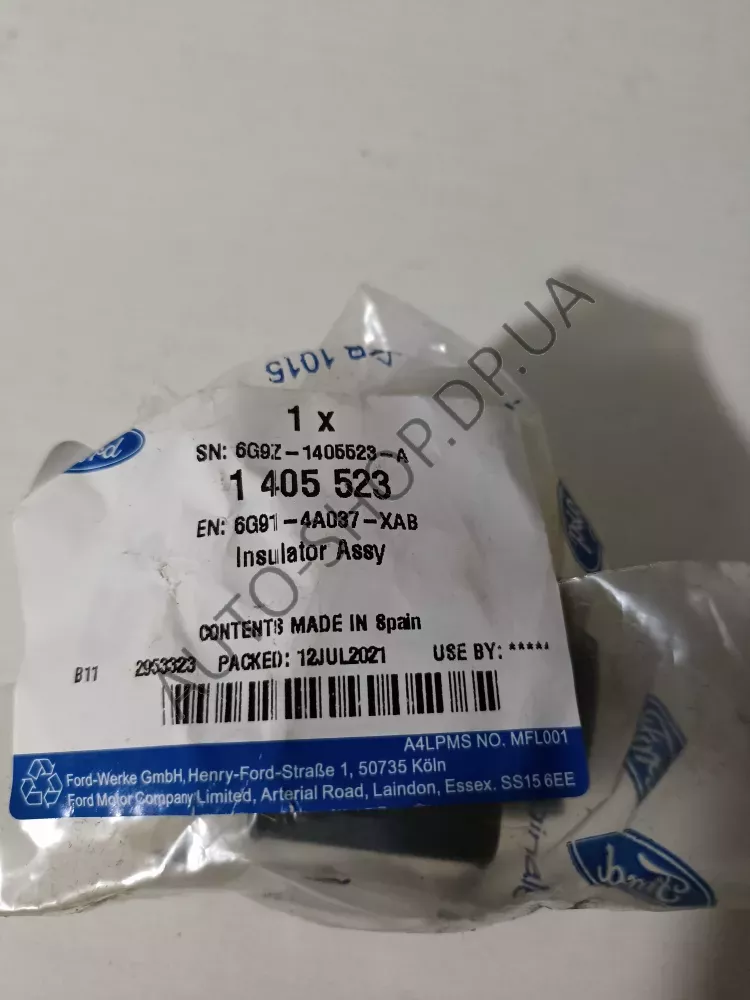 1015
1 x
SN: 6G9Z-1405523-A
1 405 523
EN: 6G91-4A037-XAB
Insulator Assy
CONTENTS MADE IN Spain
B11 2953323 PACKED: 12JUL2021 USE BY: *****
A4LPMS NO. MFL001
Ford-Werke GmbH, Henry-Ford-Straße 1, 50735 Köln
Ford Motor Company Limited, Arterial Road, Laindon, Essex. SS15 6EE
Ford
AUTO-SHOP.DP.UA